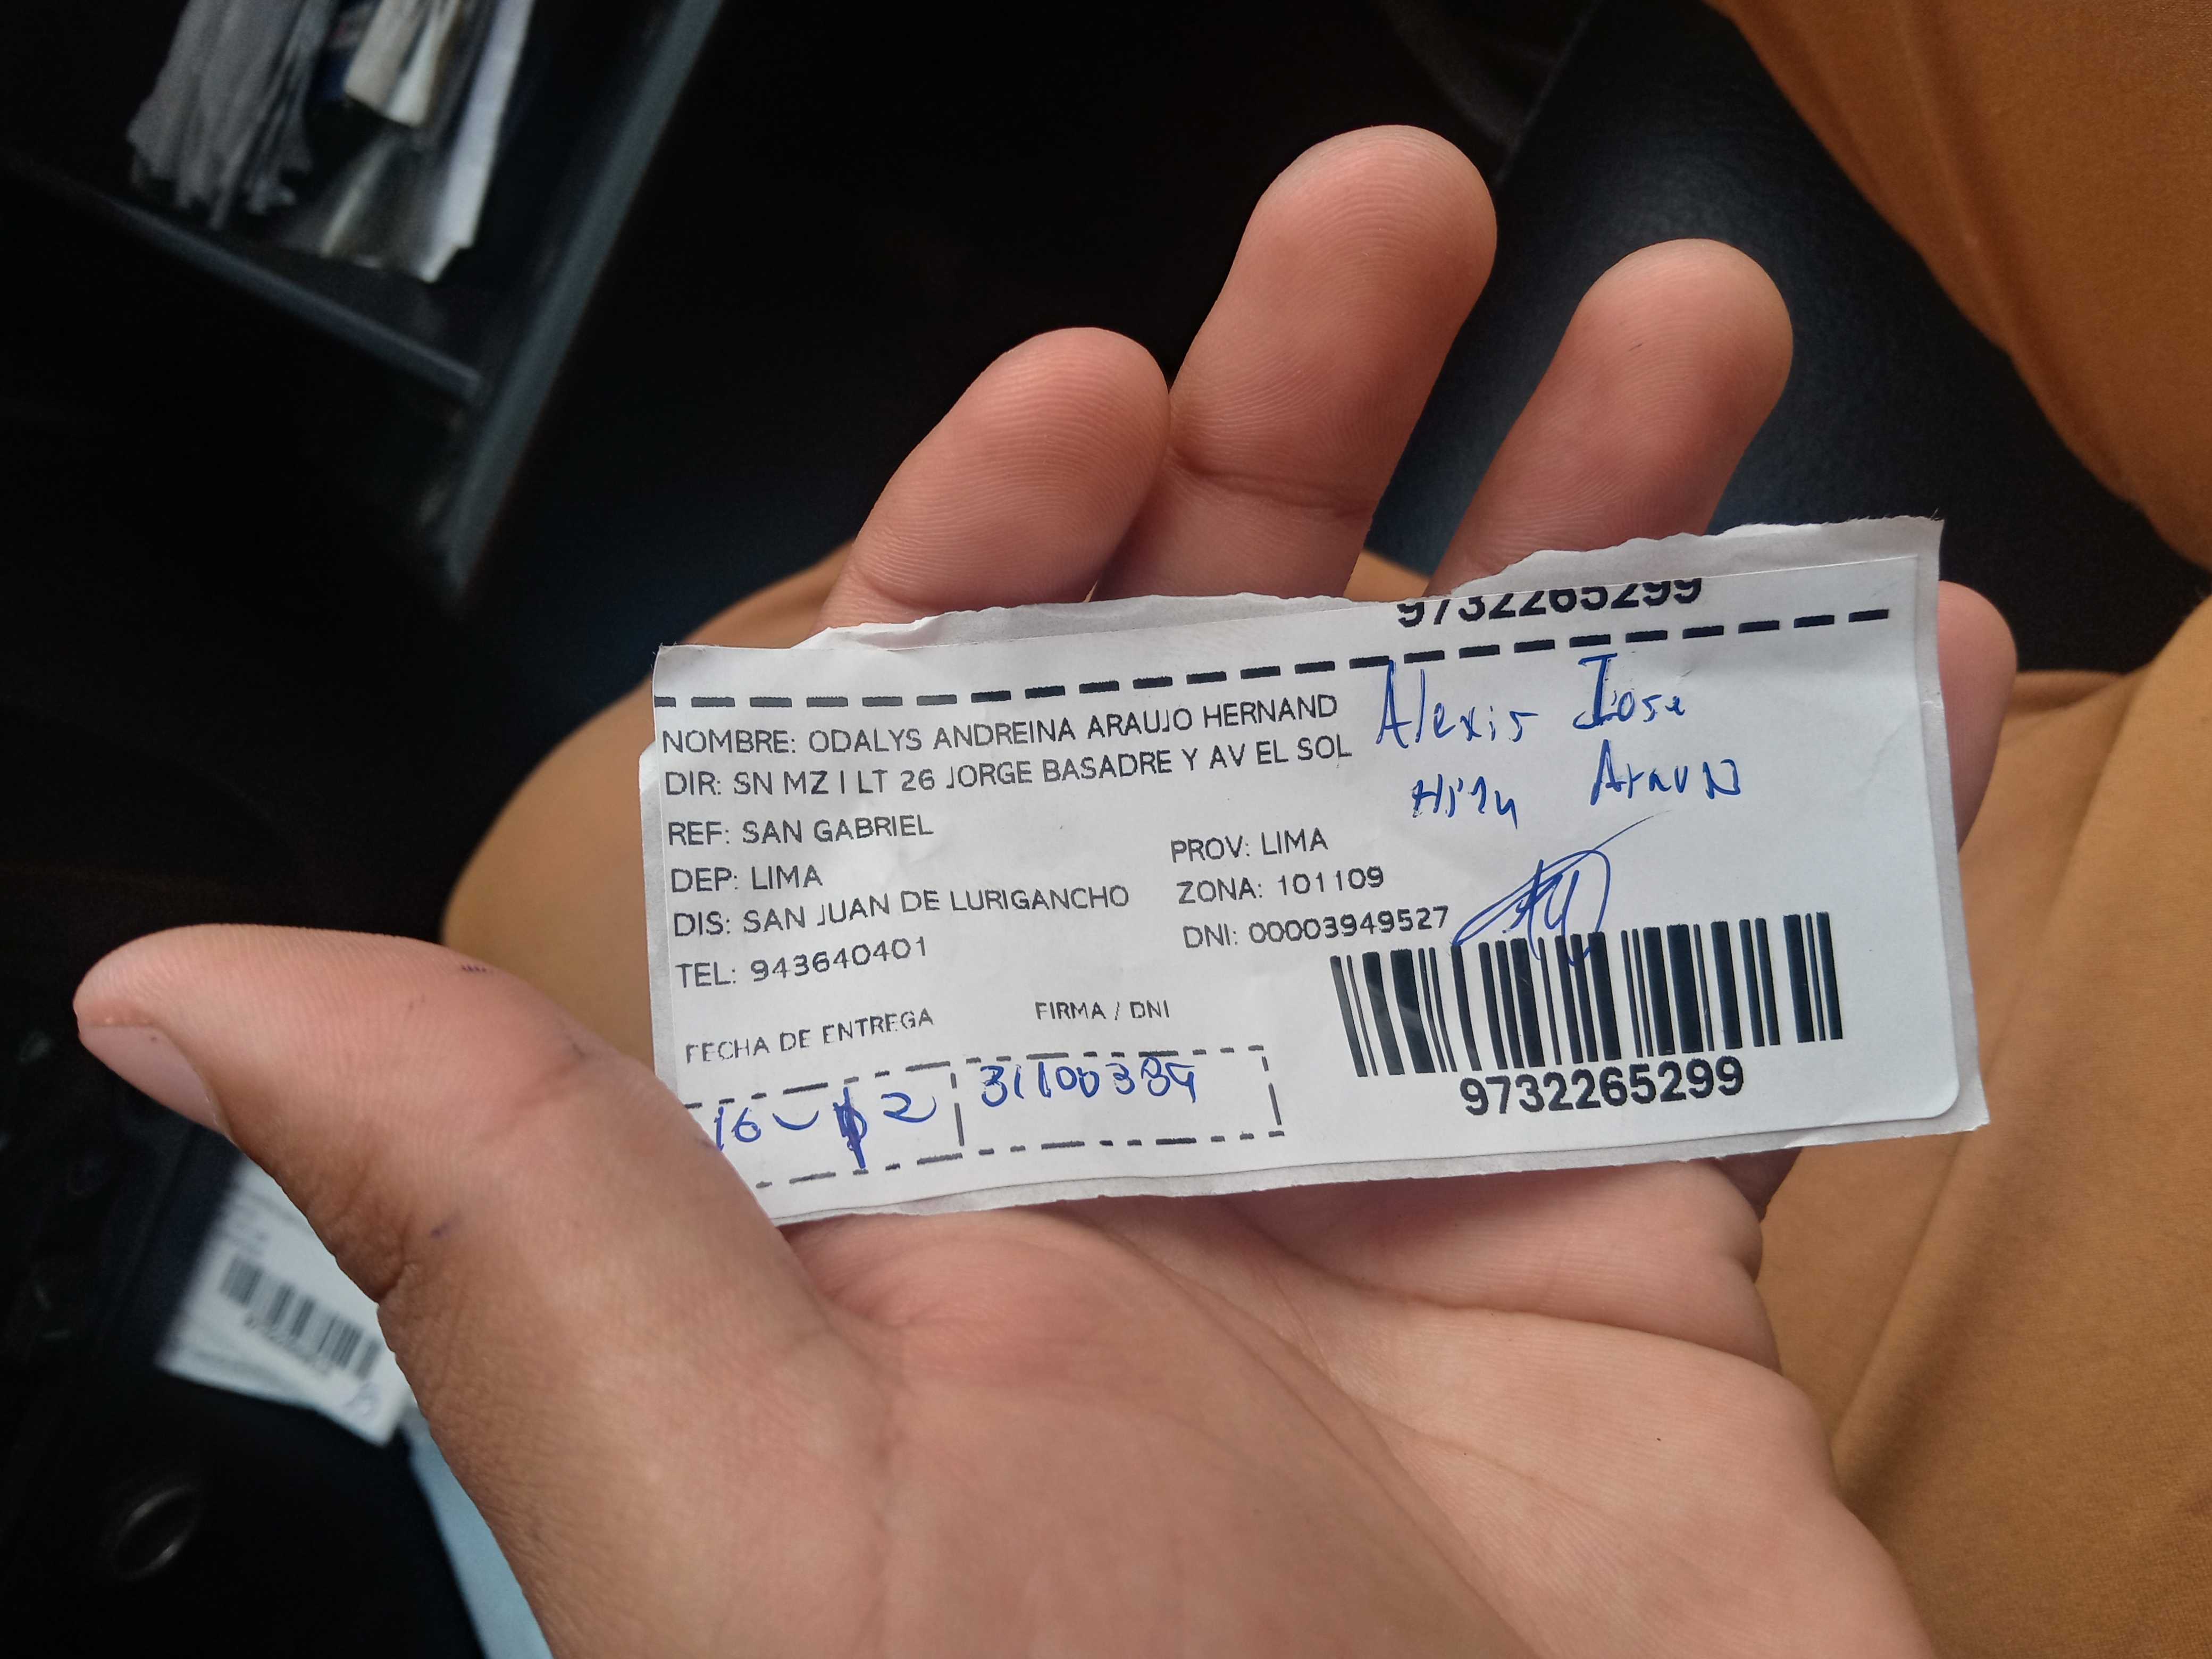 9732265299
NOMBRE: ODALYS ANDREINA ARAUJO HERNAND
Alexis Jose
DIR: SN MZ I LT 26 JORGE BASADRE Y AV EL SOL
REF: SAN GABRIEL
DEP: LIMA
PROV: LIMA
DIS: SAN JUAN DE LURIGANCHO
ZONA: 101109
TEL: 943640401
DNI: 00003949527
FECHA DE ENTREGA
FIRMA / DNI
9732265299